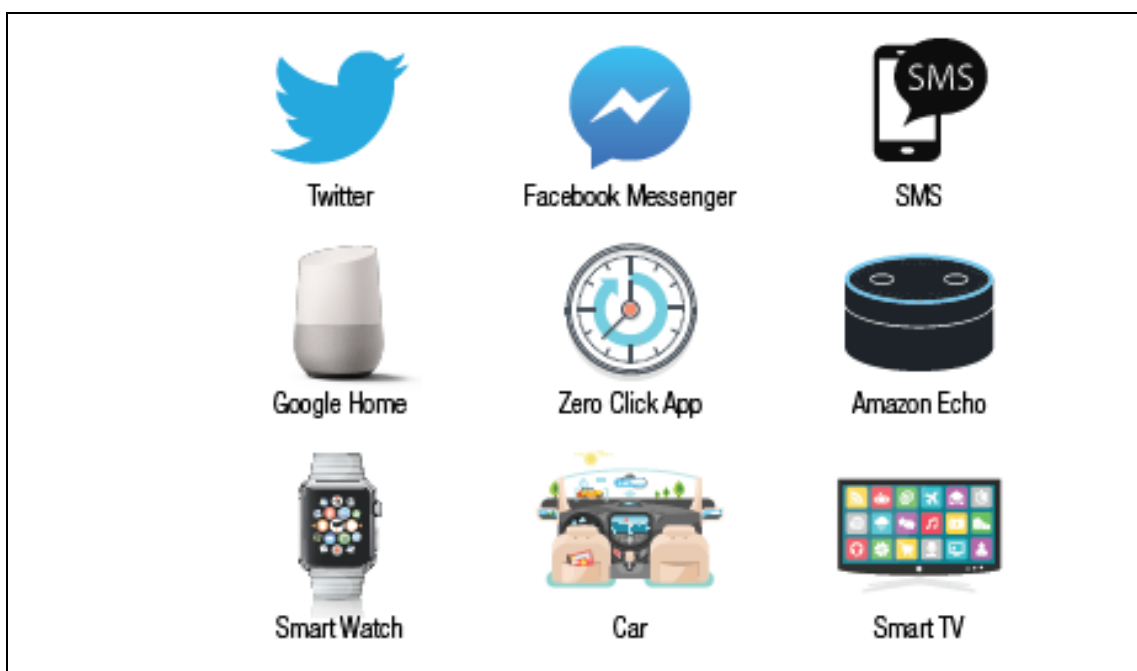 SMS
Twitter
Facebook Messenger
SMS
Google Home
Zero Click App
Amazon Echo
Smart Watch
Car
Smart TV